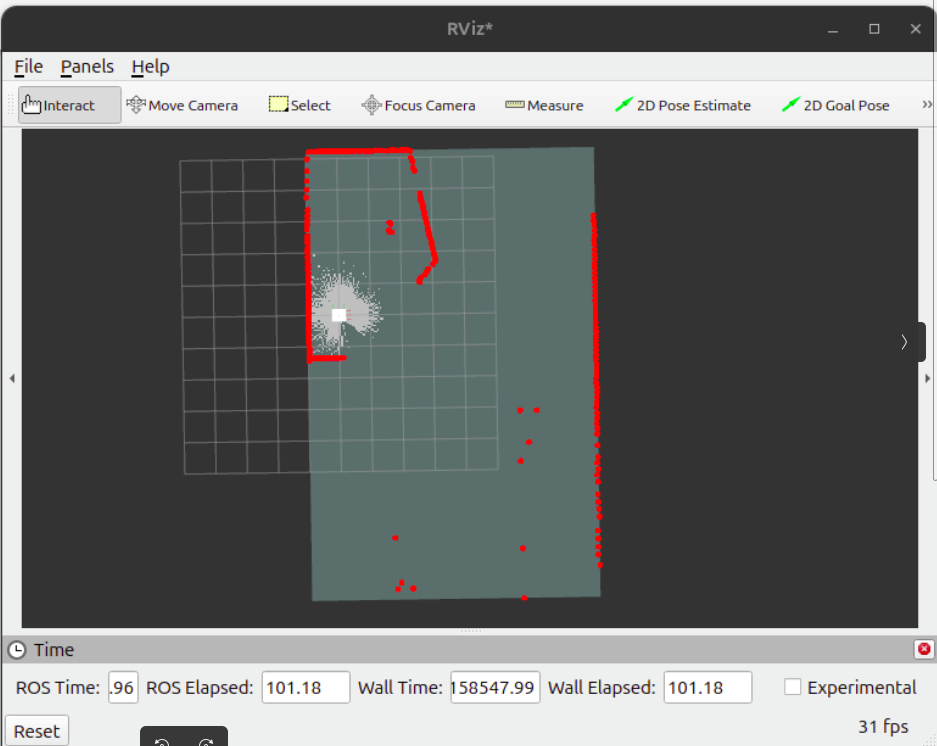 RViz*
File Panels Help
Interact Move Camera Select Focus Camera Measure 2D Pose Estimate 2D Goal Pose »
Time
ROS Time: .96 ROS Elapsed: 101.18 Wall Time: 158547.99 Wall Elapsed: 101.18 Experimental
Reset 31 fps